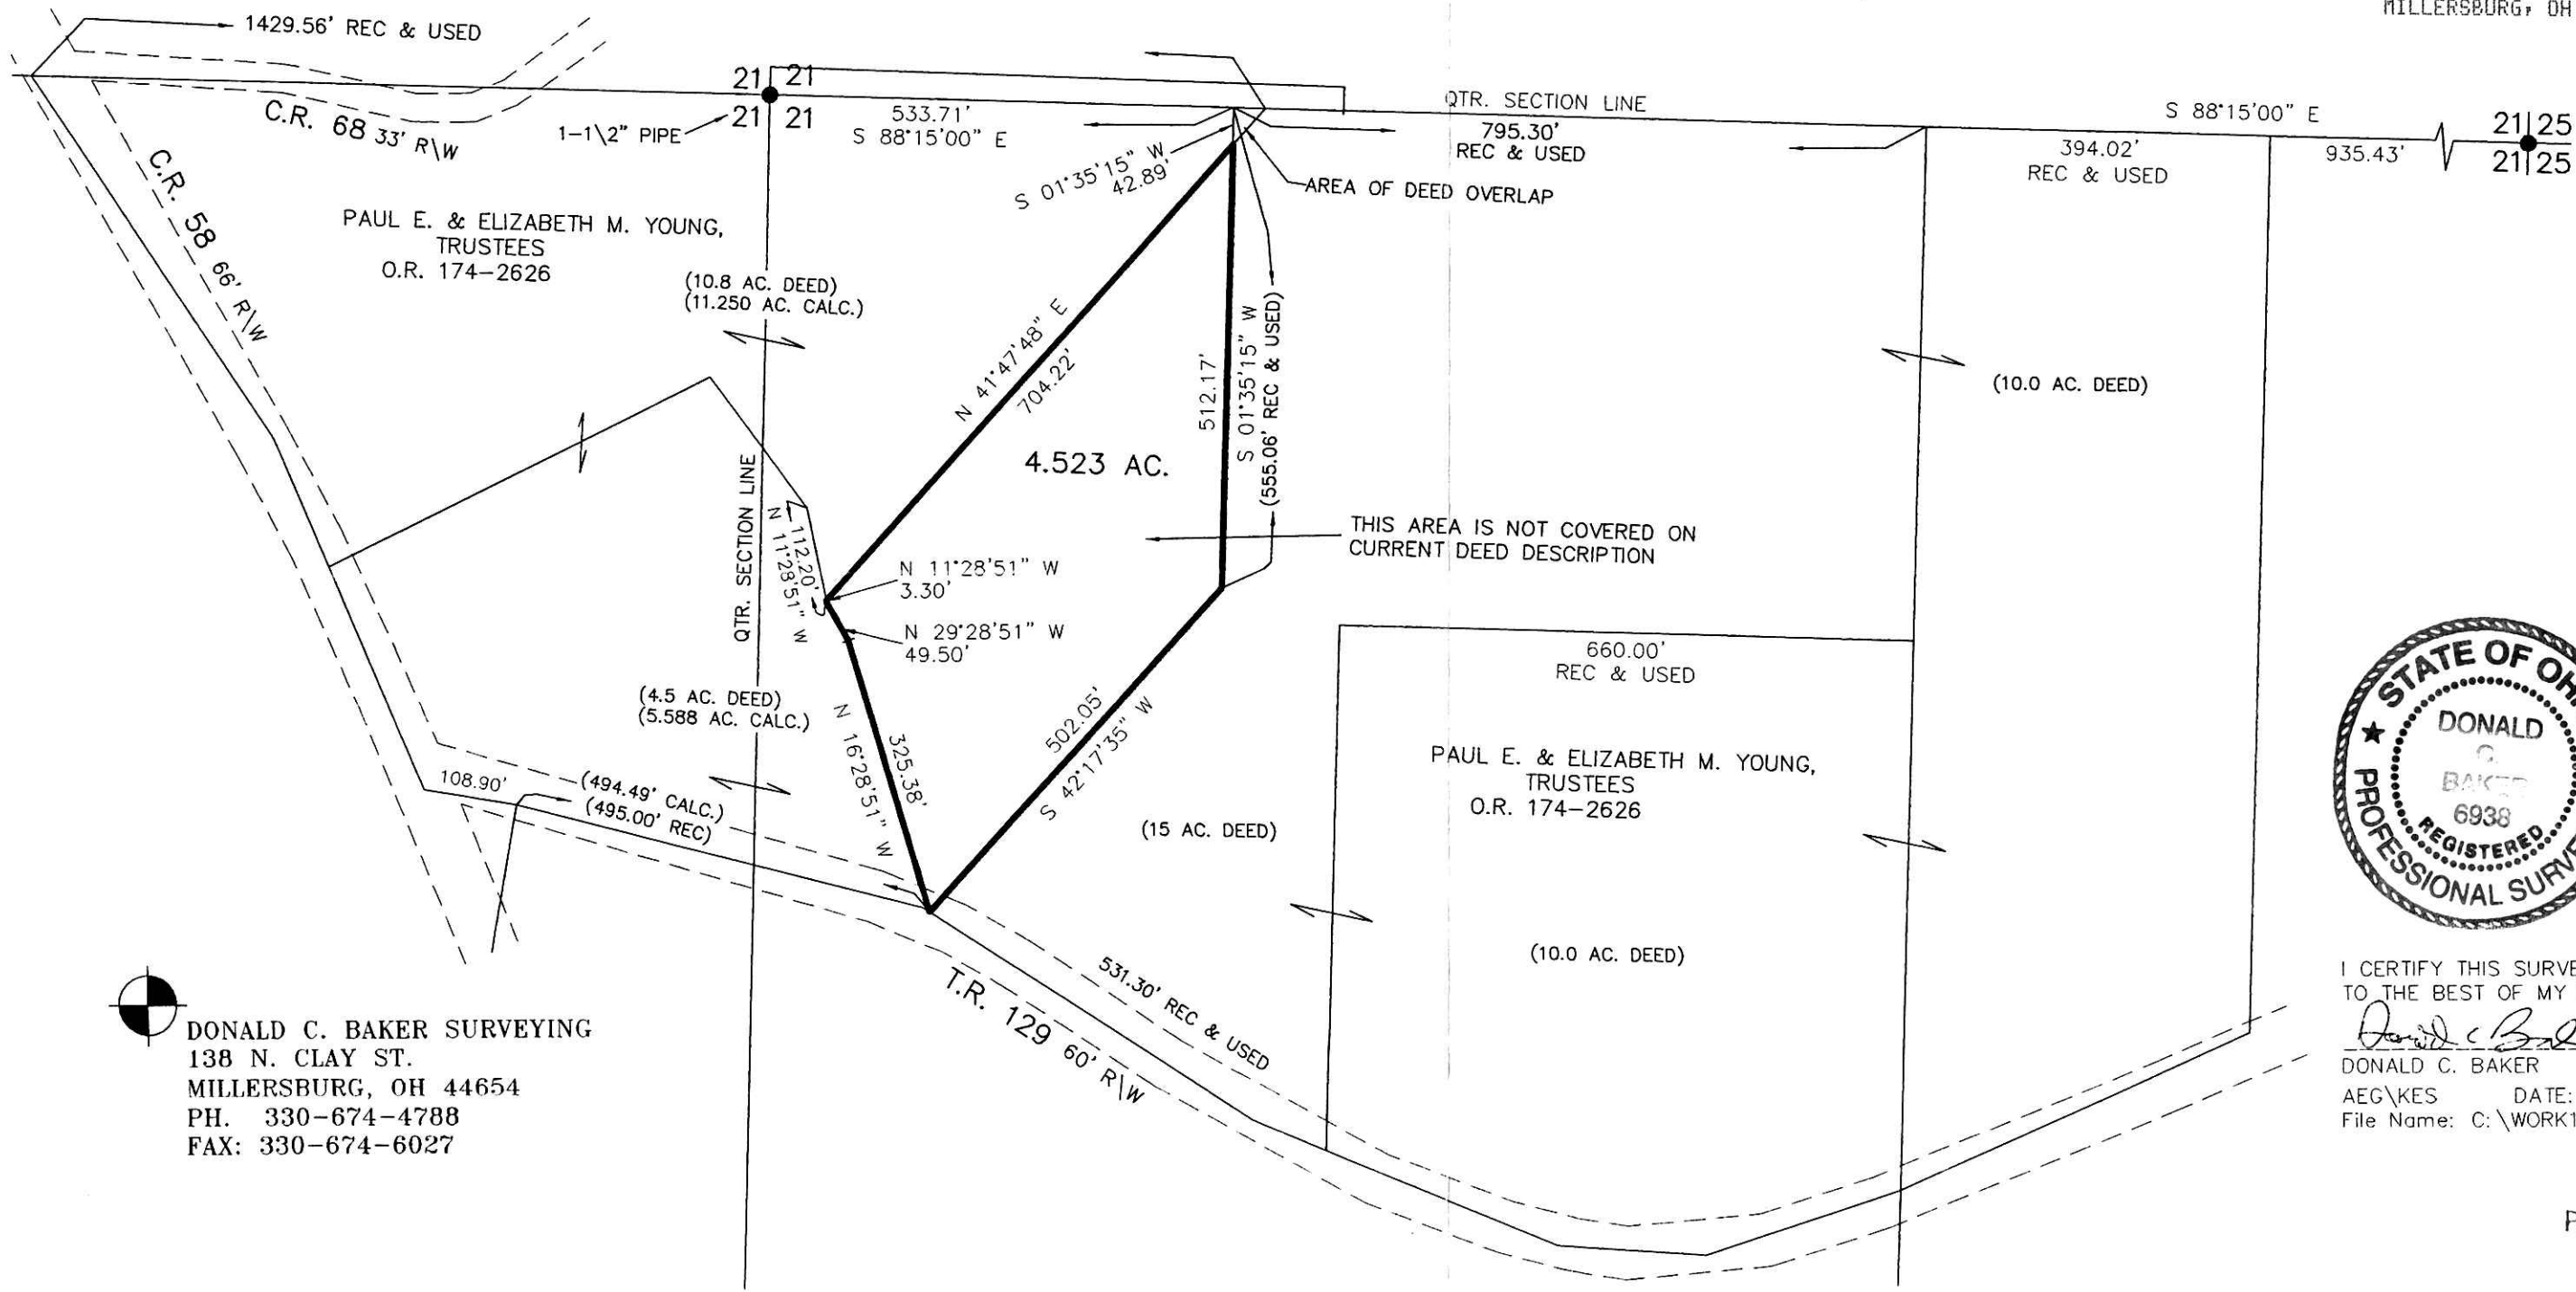 MILLERSBURG, OH
1429.56' REC & USED
21 21
21 21
1-1\2" PIPE
533.71'
S 88°15'00" E
QTR. SECTION LINE
795.30'
REC & USED
S 88°15'00" E
394.02'
REC & USED
935.43'
21|25
21|25
C.R. 68 33' R\W
C.R. 58 66' R\W
S 01°35'15" W
42.89'
AREA OF DEED OVERLAP
PAUL E. & ELIZABETH M. YOUNG,
TRUSTEES
O.R. 174-2626
(10.8 AC. DEED)
(11.250 AC. CALC.)
N 41°47'48" E
704.22'
512.17'
S 01°35'15" W
(555.06' REC & USED)
(10.0 AC. DEED)
4.523 AC.
QTR. SECTION LINE
112.20'
N 11°28'51" W
N 11°28'51" W
3.30'
THIS AREA IS NOT COVERED ON
CURRENT DEED DESCRIPTION
N 29°28'51" W
49.50'
660.00'
REC & USED
(4.5 AC. DEED)
(5.588 AC. CALC.)
N 16°28'51" W
325.38'
502.05'
S 42°17'35" W
PAUL E. & ELIZABETH M. YOUNG,
TRUSTEES
O.R. 174-2626
108.90'
(494.49' CALC.)
(495.00' REC)
(15 AC. DEED)
(10.0 AC. DEED)
531.30' REC & USED
T.R. 129 60' R\W
STATE OF OH
DONALD
C.
BAKER
6938
REGISTERED
PROFESSIONAL SURVE
I CERTIFY THIS SURVE
TO THE BEST OF MY
Donald C Ba
DONALD C. BAKER
AEG\KES DATE:
File Name: C:\WORK1
DONALD C. BAKER SURVEYING
138 N. CLAY ST.
MILLERSBURG, OH 44654
PH. 330-674-4788
FAX: 330-674-6027